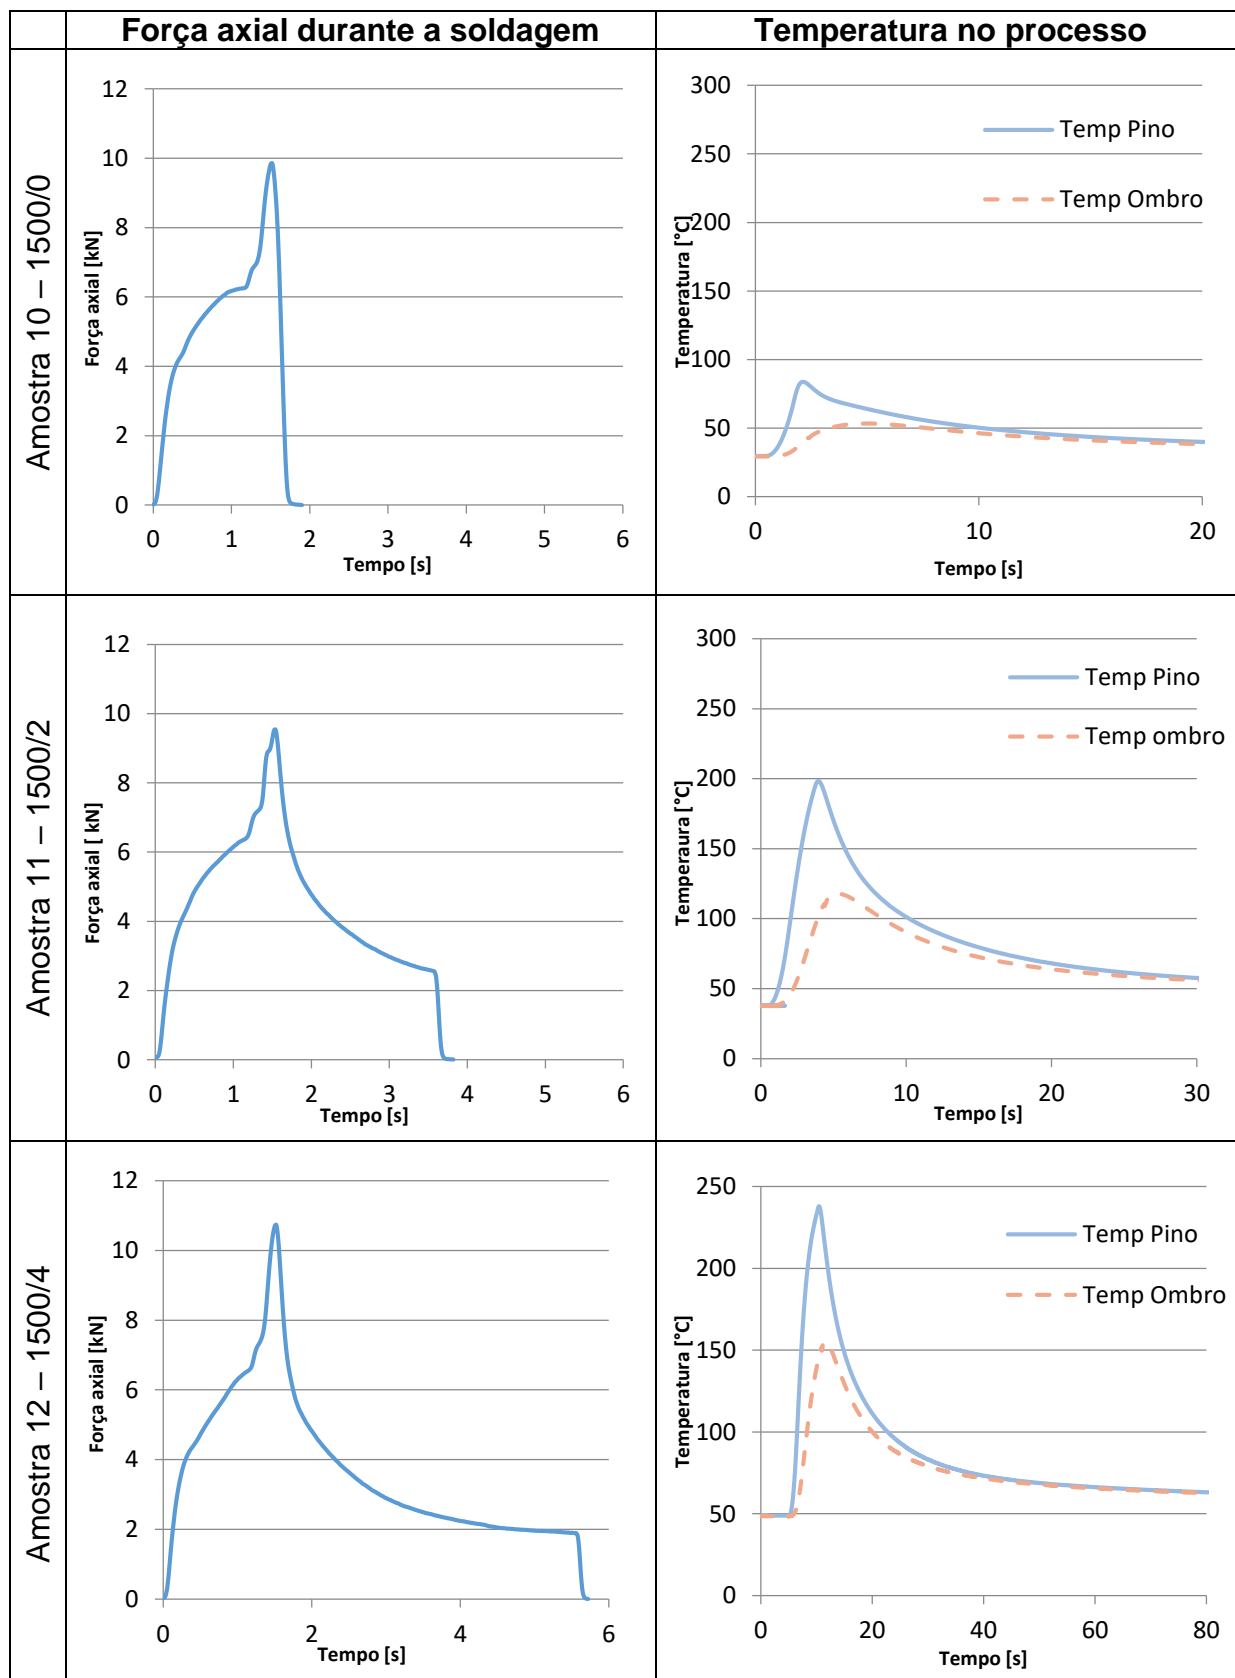 Força axial durante a soldagem
Temperatura no processo
Amostra 10 – 1500/0
Força axial [kN]
12
10
8
6
4
2
0
0 1 2 3 4 5 6
Tempo [s]
Temperatura [°C]
300
250
200
150
100
50
0
0 10 20
Tempo [s]
Temp Pino
Temp Ombro
Amostra 11 – 1500/2
Força axial [ kN]
12
10
8
6
4
2
0
0 1 2 3 4 5 6
Tempo [s]
Temperaura [°C]
300
250
200
150
100
50
0
0 10 20 30
Tempo [s]
Temp Pino
Temp ombro
Amostra 12 – 1500/4
Força axial [kN]
12
10
8
6
4
2
0
0 2 4 6
Tempo [s]
Temperatura [°C]
250
200
250
150
100
50
0
0 20 40 60 80
Tempo [s]
Temp Pino
Temp Ombro